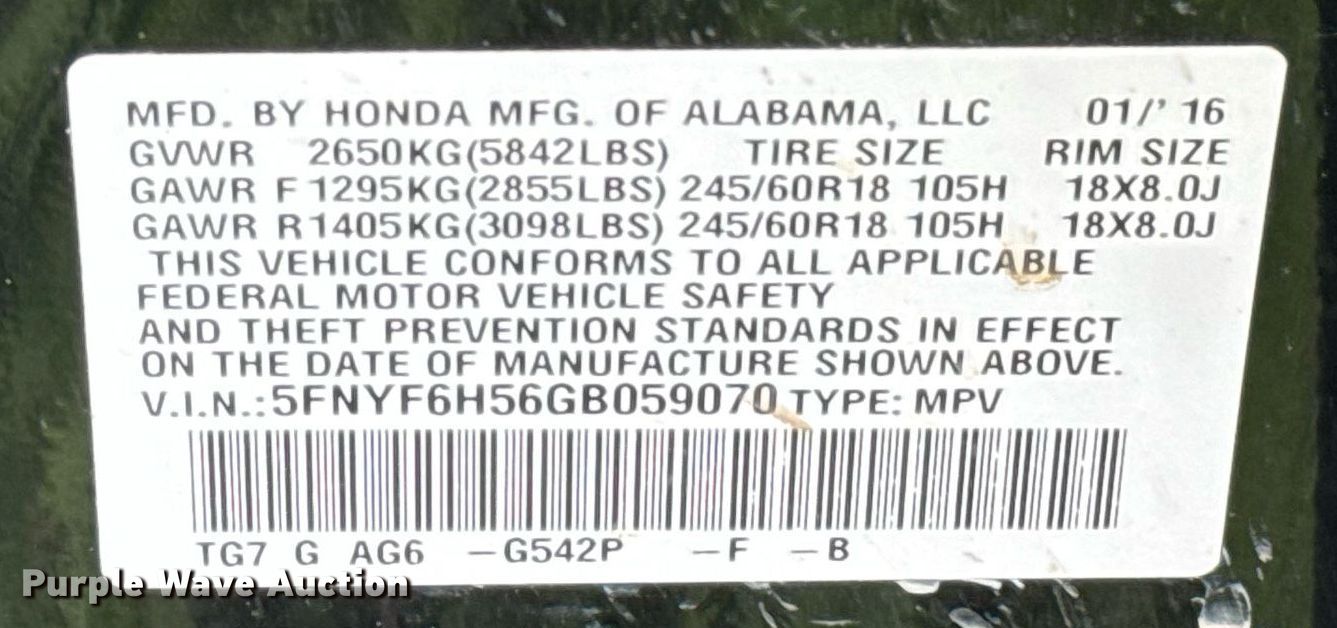 MFD. BY HONDA MFG. OF ALABAMA, LLC 01/' 16
GVWR 2650KG(5842LBS) TIRE SIZE RIM SIZE
GAWR F 1295KG(2855LBS) 245/60R18 105H 18X8.0J
GAWR R 1405KG(3098LBS) 245/60R18 105H 18X8.0J
THIS VEHICLE CONFORMS TO ALL APPLICABLE
FEDERAL MOTOR VEHICLE SAFETY
AND THEFT PREVENTION STANDARDS IN EFFECT
ON THE DATE OF MANUFACTURE SHOWN ABOVE.
V.I.N.:5FNYF6H56GB059070 TYPE: MPV
TG7 G AG6 -G542P -F -B
Purple Wave Auction